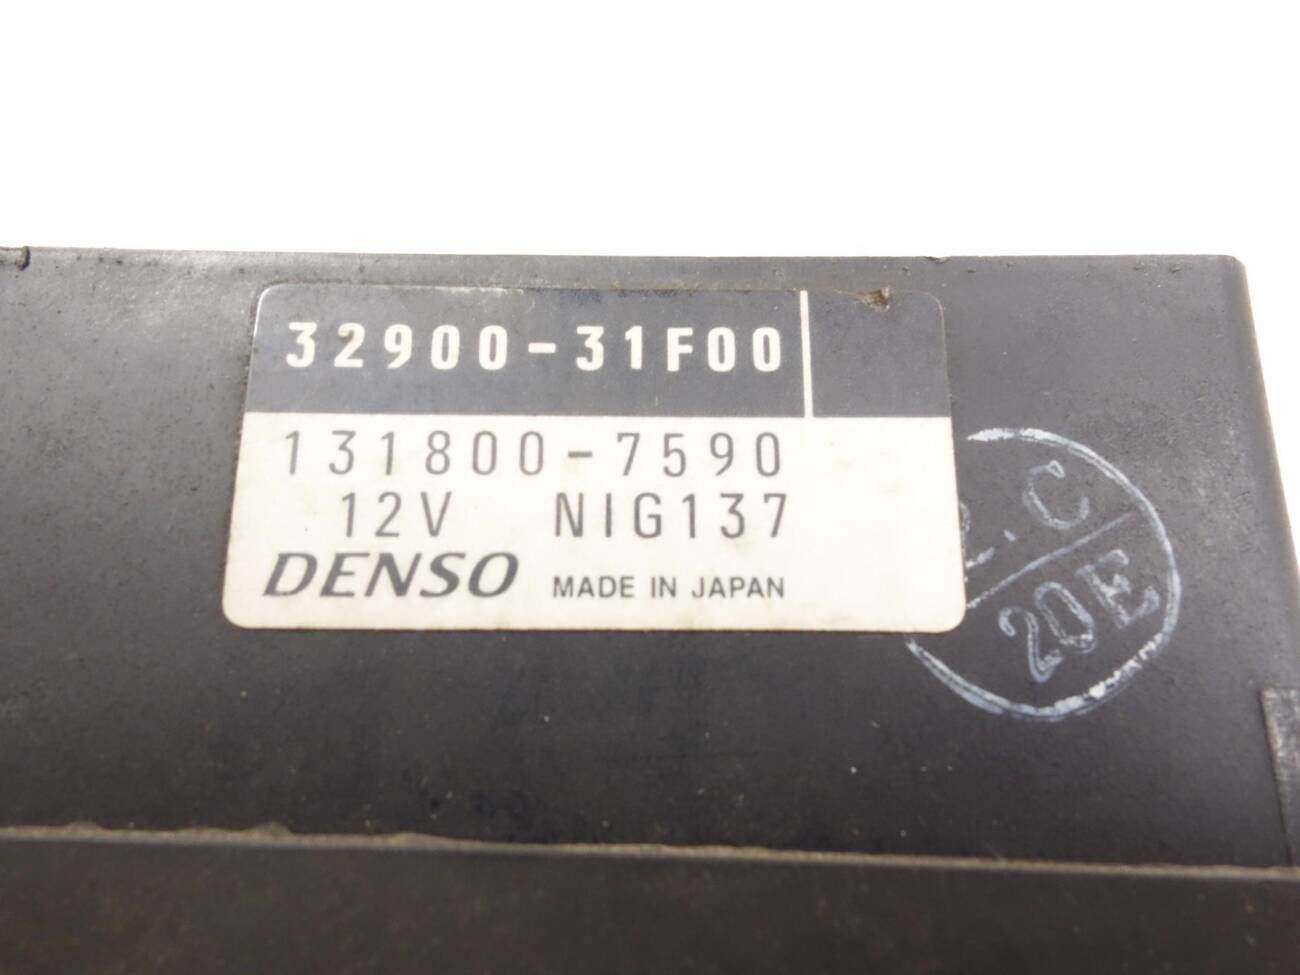 32900-31F00
131800-7590
12V NIG137
DENSO MADE IN JAPAN
.C
20E